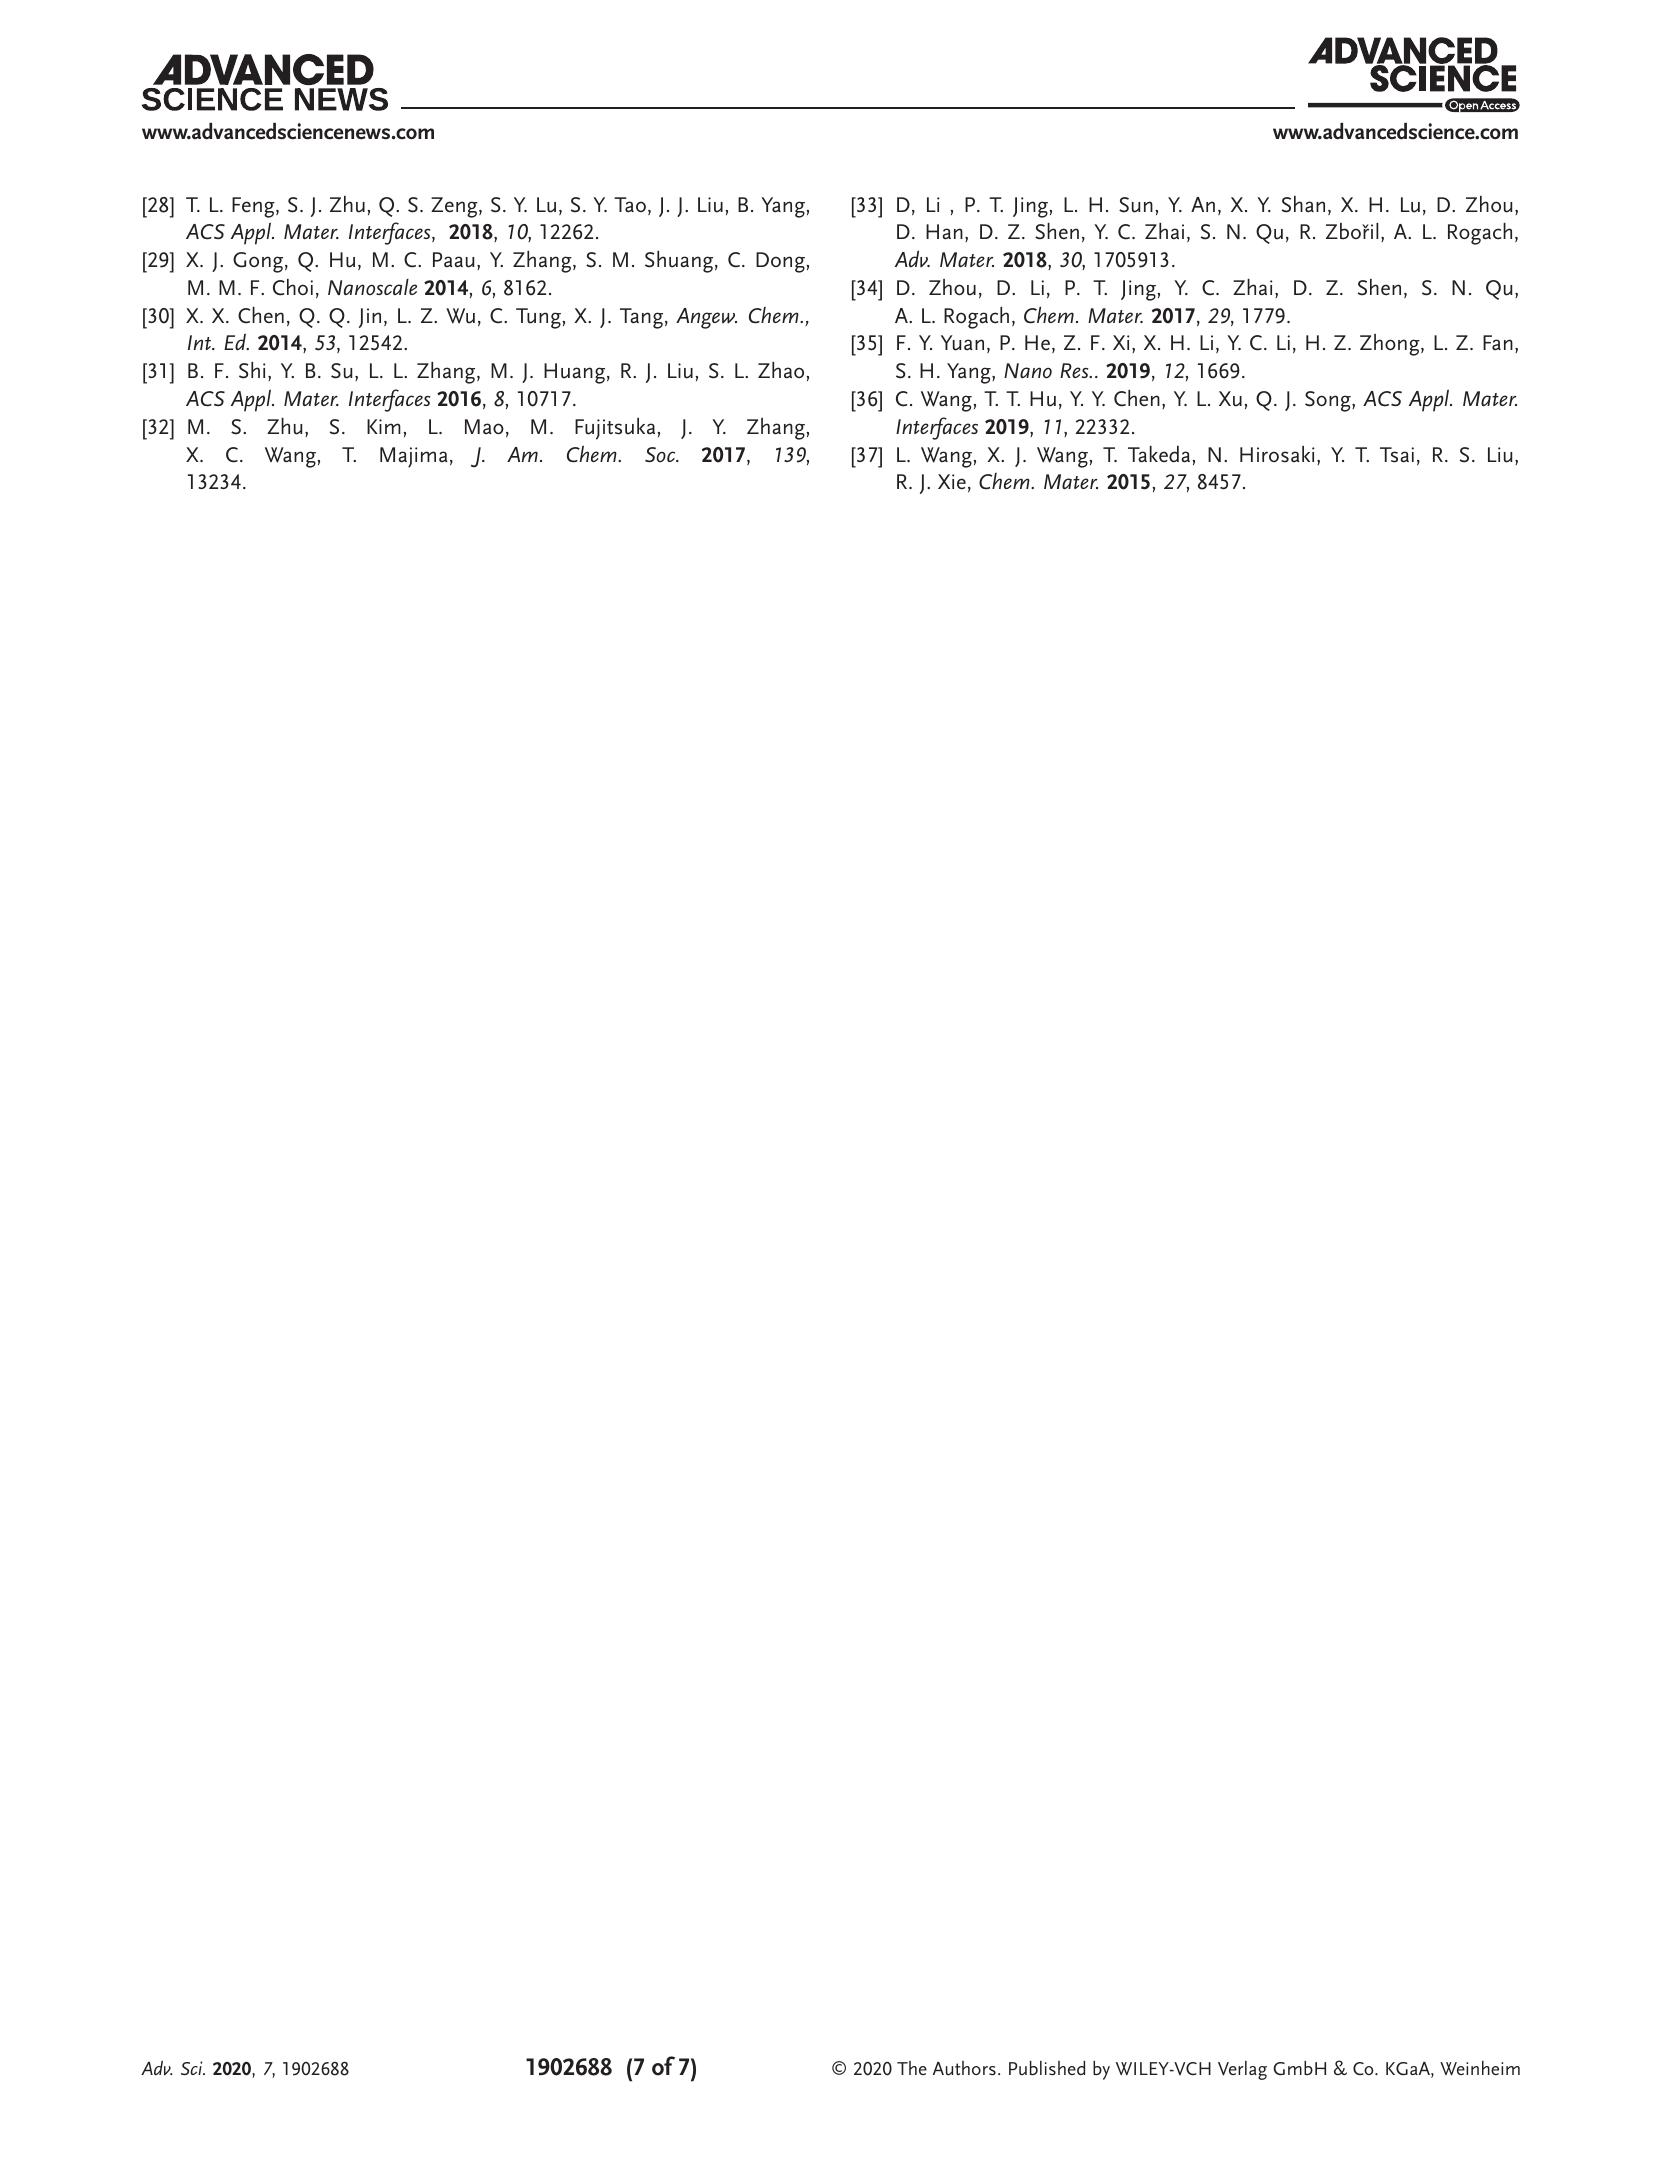 ADVANCED
SCIENCE NEWS
www.advancedsciencenews.com
ADVANCED
SCIENCE
Open Access
www.advancedscience.com
[28] T. L. Feng, S. J. Zhu, Q. S. Zeng, S. Y. Lu, S. Y. Tao, J. J. Liu, B. Yang,
ACS Appl. Mater. Interfaces, 2018, 10, 12262.
[29] X. J. Gong, Q. Hu, M. C. Paau, Y. Zhang, S. M. Shuang, C. Dong,
M. M. F. Choi, Nanoscale 2014, 6, 8162.
[30] X. X. Chen, Q. Q. Jin, L. Z. Wu, C. Tung, X. J. Tang, Angew. Chem.,
Int. Ed. 2014, 53, 12542.
[31] B. F. Shi, Y. B. Su, L. L. Zhang, M. J. Huang, R. J. Liu, S. L. Zhao,
ACS Appl. Mater. Interfaces 2016, 8, 10717.
[32] M. S. Zhu, S. Kim, L. Mao, M. Fujitsuka, J. Y. Zhang,
X. C. Wang, T. Majima, J. Am. Chem. Soc. 2017, 139,
13234.
[33] D, Li , P. T. Jing, L. H. Sun, Y. An, X. Y. Shan, X. H. Lu, D. Zhou,
D. Han, D. Z. Shen, Y. C. Zhai, S. N. Qu, R. Zbořil, A. L. Rogach,
Adv. Mater. 2018, 30, 1705913.
[34] D. Zhou, D. Li, P. T. Jing, Y. C. Zhai, D. Z. Shen, S. N. Qu,
A. L. Rogach, Chem. Mater. 2017, 29, 1779.
[35] F. Y. Yuan, P. He, Z. F. Xi, X. H. Li, Y. C. Li, H. Z. Zhong, L. Z. Fan,
S. H. Yang, Nano Res.. 2019, 12, 1669.
[36] C. Wang, T. T. Hu, Y. Y. Chen, Y. L. Xu, Q. J. Song, ACS Appl. Mater.
Interfaces 2019, 11, 22332.
[37] L. Wang, X. J. Wang, T. Takeda, N. Hirosaki, Y. T. Tsai, R. S. Liu,
R. J. Xie, Chem. Mater. 2015, 27, 8457.
Adv. Sci. 2020, 7, 1902688
1902688 (7 of 7)
© 2020 The Authors. Published by WILEY-VCH Verlag GmbH & Co. KGaA, Weinheim